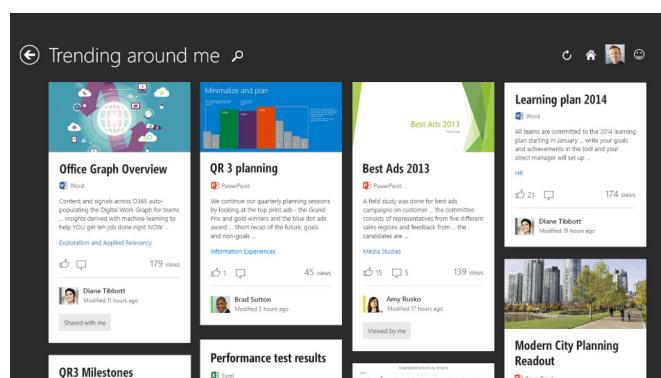 Trending around me
Office Graph Overview
Word
Content and signals across O365 auto-
populating the Digital Work Graph for teams
... insights derived with machine learning to
help YOU get teh job done right NOW ...
Exploration and Applied Relevancy
179 views
Diane Tibbott
Modified 11 hours ago
Shared with me
QR3 Milestones
Minimalize and plan
QR 3 planning
PowerPoint
We continue our quarterly planning sessions
by looking at the top print ads - the Grand
Prix and gold winners and the blue dot ads
award ... Short recap of the future, goals
and non-goals ...
Information Experiences
1
45 views
Brad Sutton
Modified 2 hours ago
Performance test results
Excel
Best Ads 2013
Best Ads 2013
PowerPoint
A field study was done for best ads
campaigns on customer ... the committee
consists of representatives from five different
sales regions and feedback from ... the
candidates are ...
Media Studies
15 5 139 views
Amy Rusko
Modified 17 hours ago
Viewed by me
Learning plan 2014
Word
All teams are committed to the 2014 learning
plan starting in January ... write your goals
and achievements in the tool and your
direct manager will set up ...
HR
21 174 views
Diane Tibbott
Modified 19 hours ago
Modern City Planning
Readout
PowerPoint